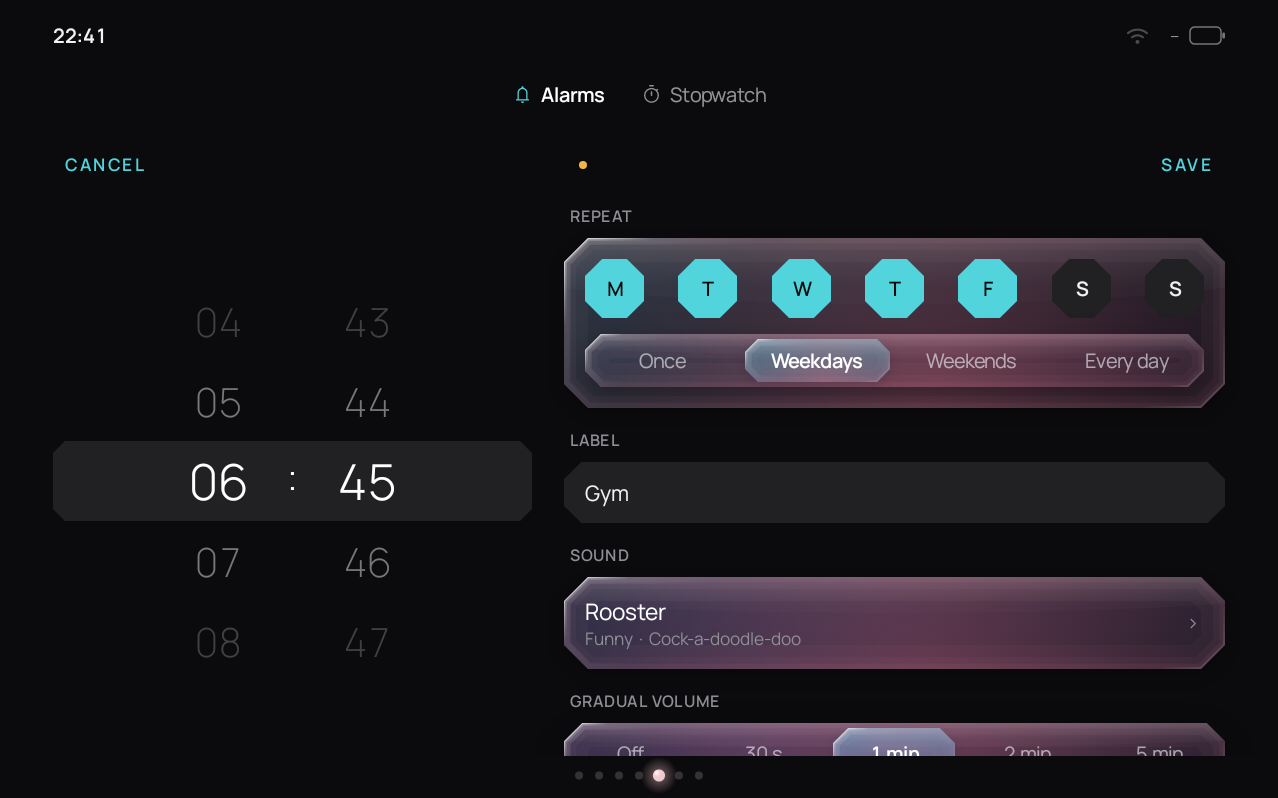 22:41
–
Alarms Stopwatch
CANCEL SAVE
REPEAT
M T W T F S S
Once Weekdays Weekends Every day
04 43
05 44
06 : 45
07 46
08 47
LABEL
Gym
SOUND
Rooster
Funny · Cock-a-doodle-doo
GRADUAL VOLUME
Off 30 s 1 min 2 min 5 min